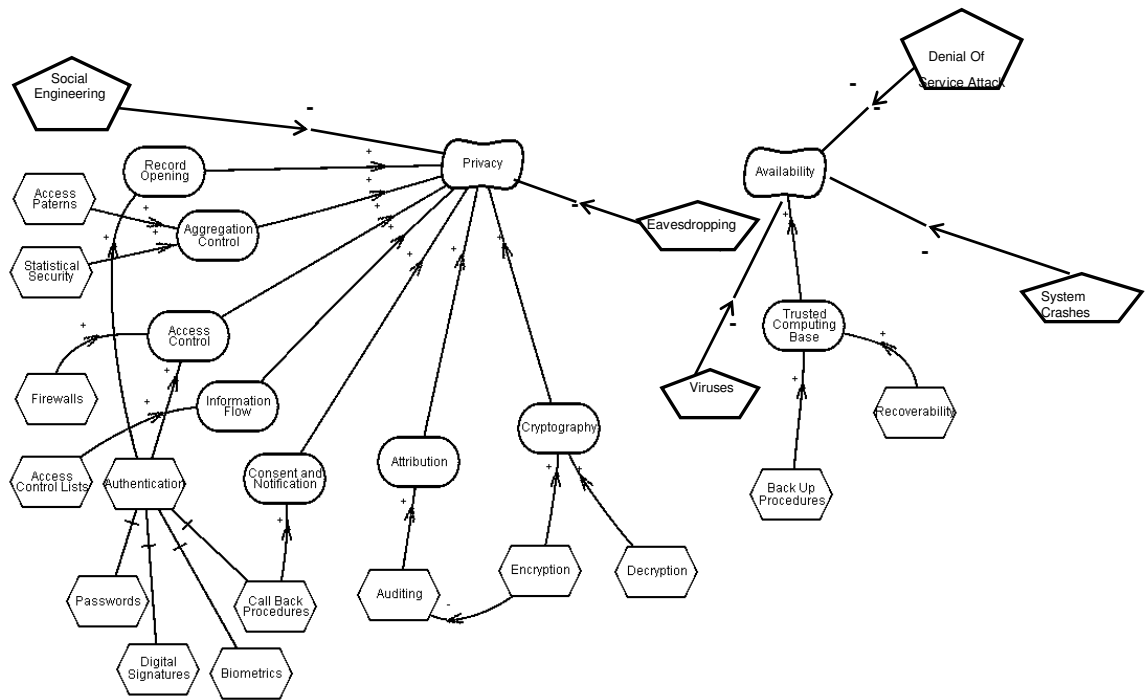 Social
Engineering
Denial Of
Service Attack
Record
Opening
Privacy
Availability
Access
Paterns
Aggregation
Control
Eavesdropping
Statistical
Security
System
Crashes
Access
Control
Trusted
Computing
Base
Firewalls
Information
Flow
Viruses
Recoverability
Cryptography
Access
Control Lists
Authentication
Consent and
Notification
Attribution
Back Up
Procedures
Passwords
Call Back
Procedures
Auditing
Encryption
Decryption
Digital
Signatures
Biometrics